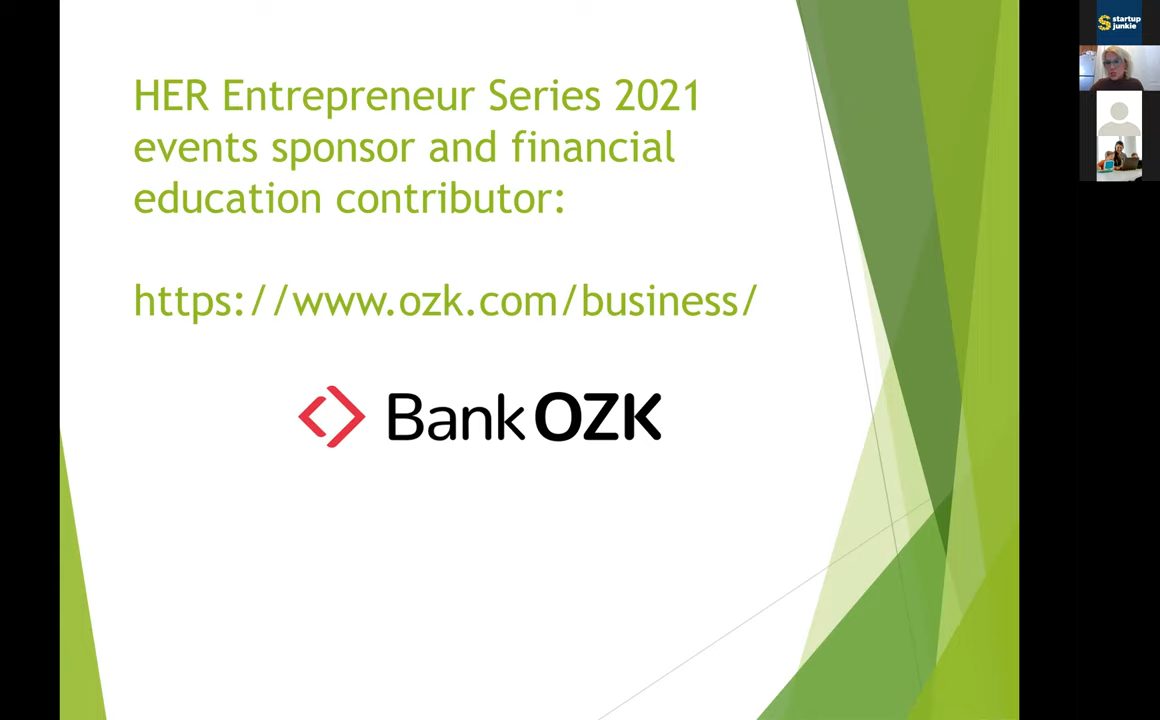 HER Entrepreneur Series 2021
events sponsor and financial
education contributor:
https://www.ozk.com/business/
Bank OZK
startup
junkie